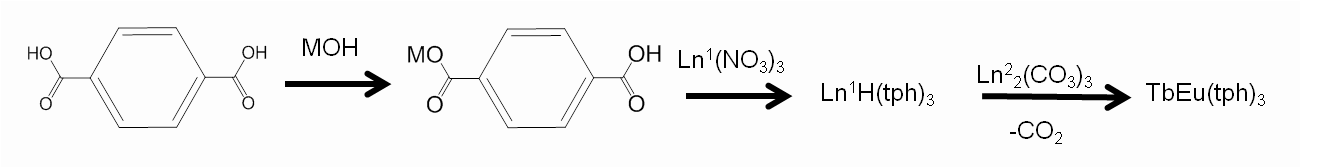 HO OH MOH MO OH Ln¹(NO₃)₃ Ln¹H(tph)₃ Ln²₂(CO₃)₃ TbEu(tph)₃
O O O O -CO₂